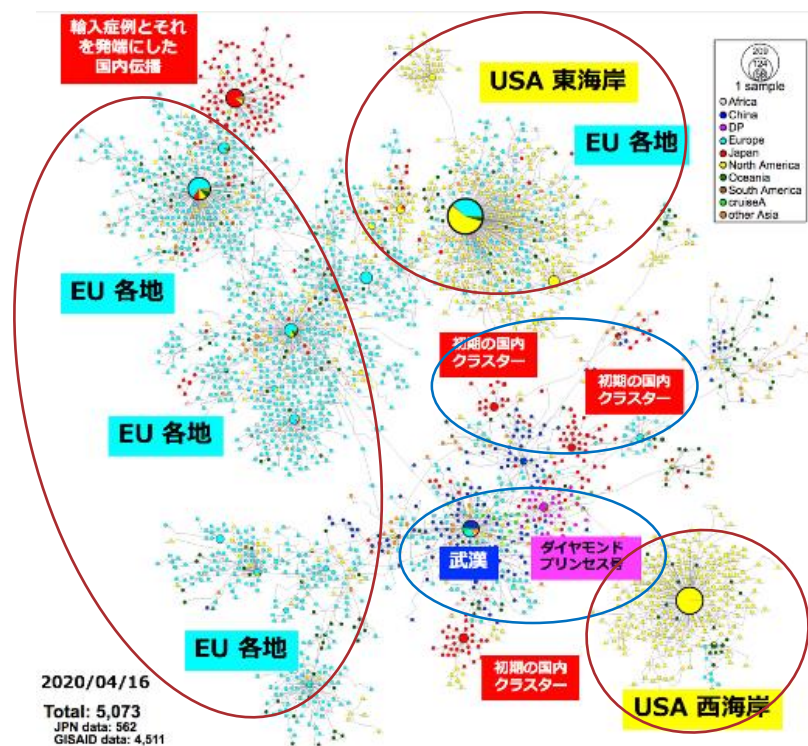 輸入症例とそれ
を発端にした
国内伝播
USA 東海岸
EU 各地
209
124
1 sample
Africa
China
DP
Europe
Japan
North America
Oceania
South America
cruiseA
other Asia
EU 各地
EU 各地
初期の国内
クラスター
初期の国内
クラスター
武漢
ダイヤモンド
プリンセス号
EU 各地
初期の国内
クラスター
USA 西海岸
2020/04/16
Total: 5,073
JPN data: 562
GISAID data: 4,511